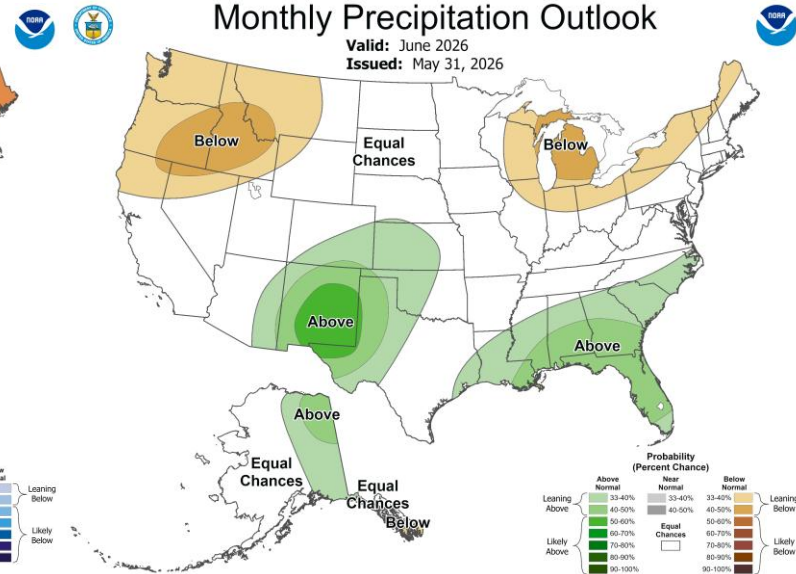 Monthly Precipitation Outlook
Valid: June 2026
Issued: May 31, 2026
NOAA
NOAA
Below
Equal
Chances
Below
Above
Above
Above
Equal
Chances
Equal
Chances
Below
Leaning
Below
Likely
Below
Probability
(Percent Chance)
Above
Normal
Near
Normal
Below
Normal
Leaning
Above
33-40%
33-40%
33-40%
Leaning
Below
40-50%
40-50%
40-50%
50-60%
Equal
Chances
50-60%
Likely
Above
60-70%
60-70%
Likely
Below
70-80%
70-80%
80-90%
80-90%
90-100%
90-100%